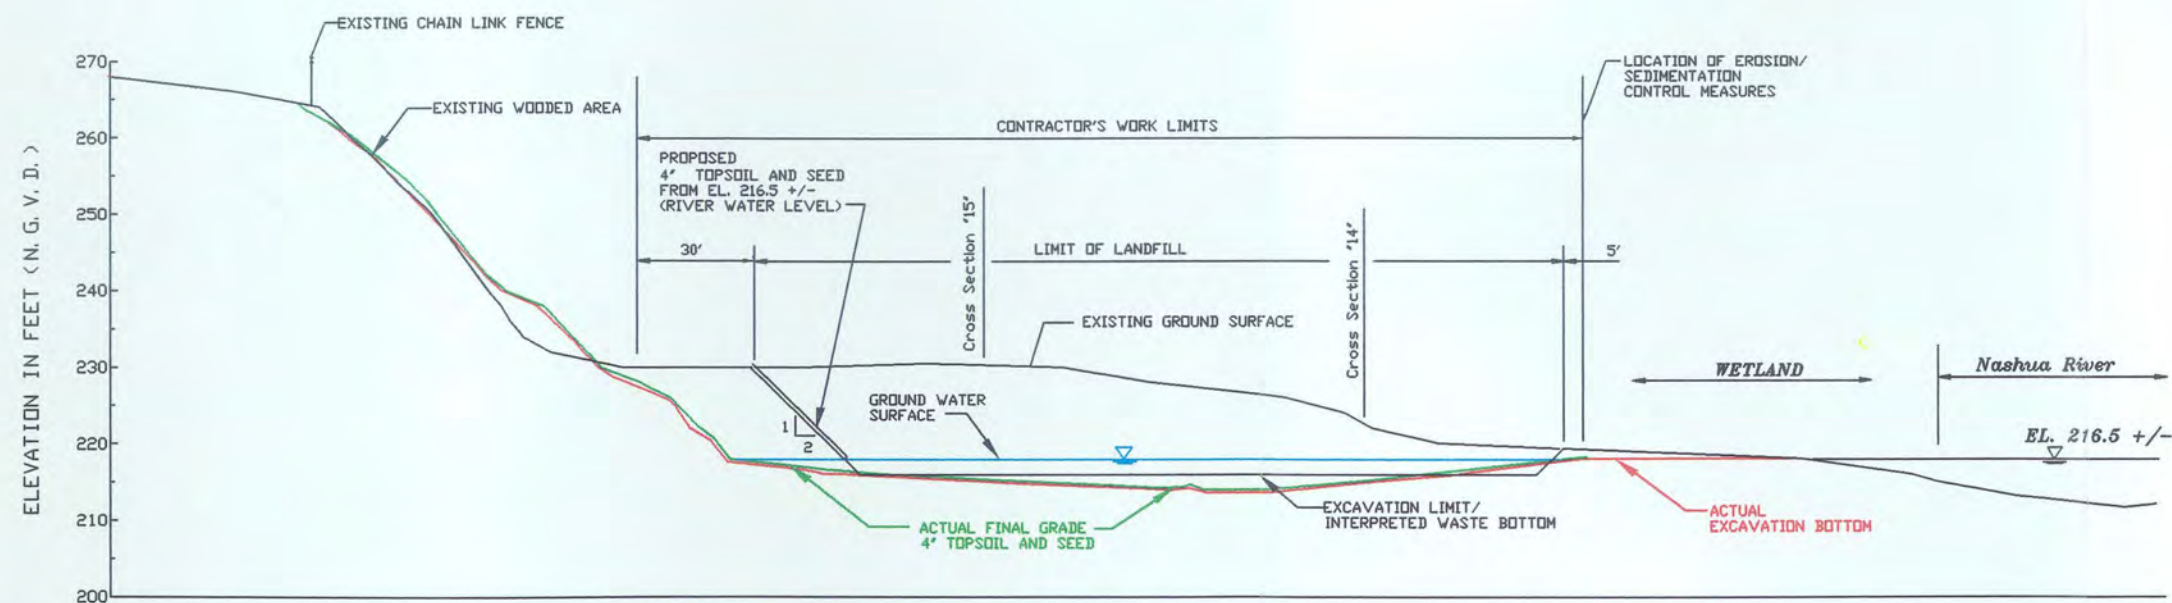 EXISTING CHAIN LINK FENCE
270
LOCATION OF EROSION/
SEDIMENTATION
CONTROL MEASURES
EXISTING WOODED AREA
260
CONTRACTOR'S WORK LIMITS
PROPOSED
4" TOPSOIL AND SEED
FROM EL. 216.5 +/-
(RIVER WATER LEVEL)
250
30'
LIMIT OF LANDFILL
5'
Cross Section "15"
Cross Section "14"
ELEVATION IN FEET (N. G. V. D. )
240
EXISTING GROUND SURFACE
230
WETLAND
Nashua River
GROUND WATER
SURFACE
1
2
220
EL. 216.5 +/-
210
ACTUAL FINAL GRADE
4" TOPSOIL AND SEED
EXCAVATION LIMIT/
INTERPRETED WASTE BOTTOM
ACTUAL
EXCAVATION BOTTOM
200